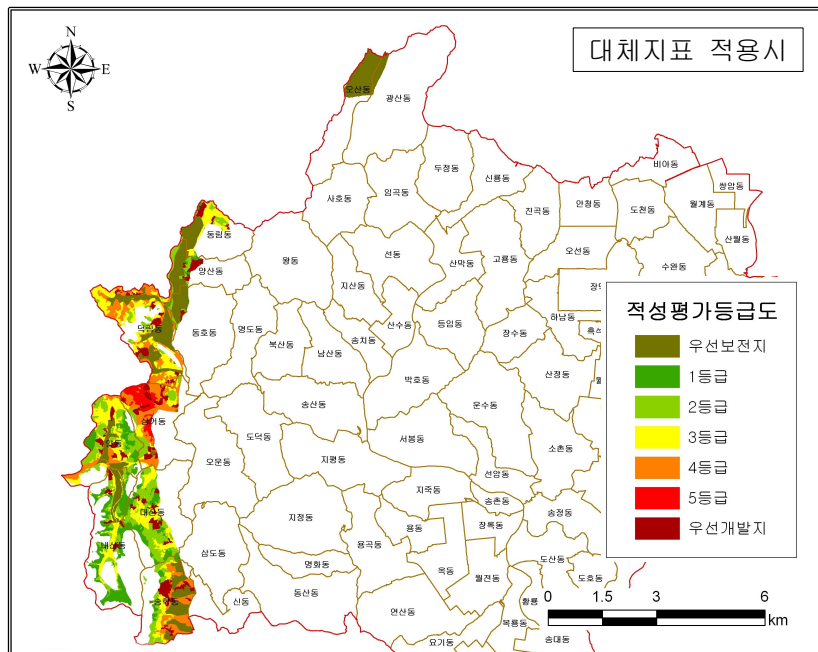 대체지표 적용시
N
W
E
S
오산동
광산동
비아동
두정동
신룡동
쌍암동
사호동
임곡동
진곡동
안청동
도천동
월계동
동림동
산월동
왕동
선동
산막동
고룡동
오선동
수완동
양산동
지산동
덕림동
동호동
명도동
북산동
남산동
송치동
산수동
등임동
장수동
하남동
박호동
산정동
송산동
운수동
삼거동
도덕동
서봉동
소촌동
오운동
지평동
선암동
지죽동
송촌동
대산동
지정동
용동
장록동
송정동
내산동
삼도동
용곡동
명화동
옥동
월전동
도산동
도호동
송학동
신동
동산동
연산동
황룡
복룡동
요기동
송대동
적성평가등급도
우선보전지
1등급
2등급
3등급
4등급
5등급
우선개발지
0 1.5 3 6
km